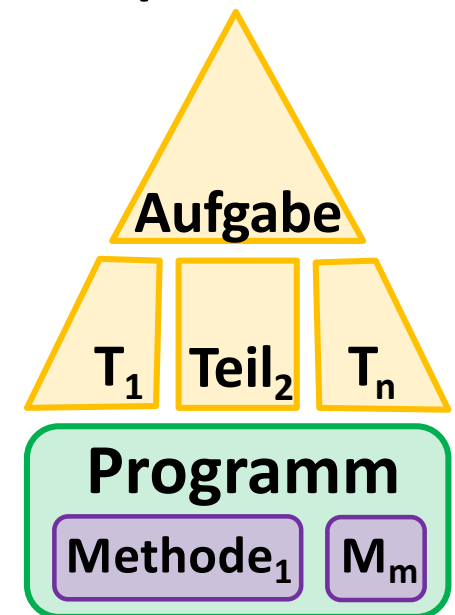 Aufgabe
T₁ Teil₂ Tₙ
Programm
Methode₁ Mₘ